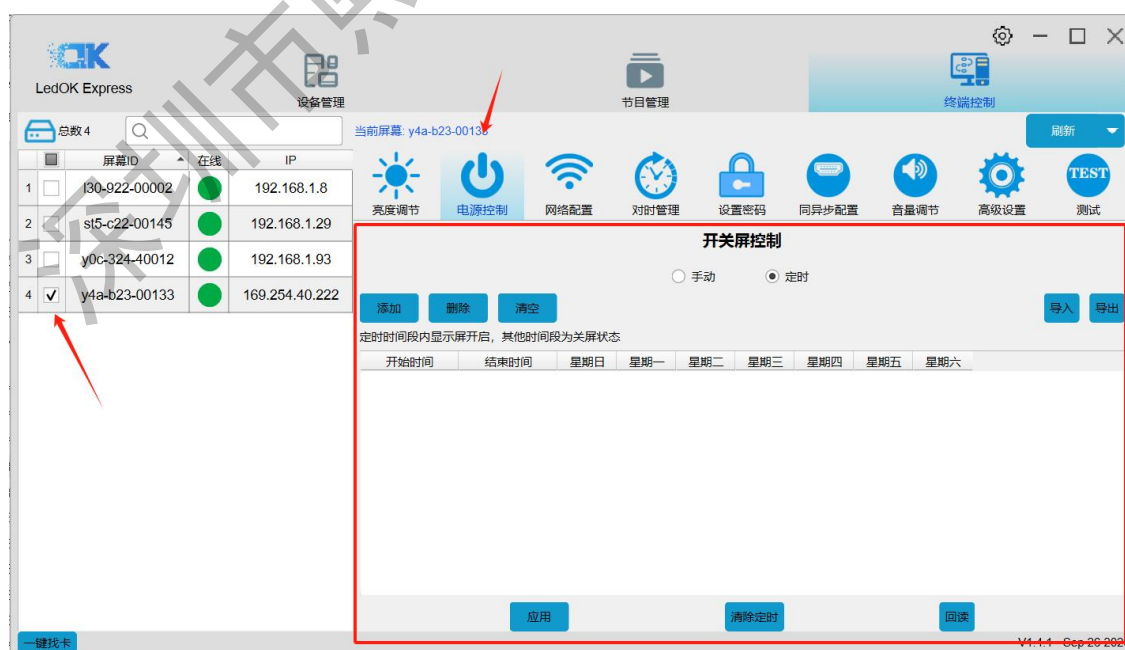 LedOK Express
设备管理
节目管理
终端控制
总数 4
当前屏幕: y4a-b23-00133
刷新
屏幕ID 在线 IP
1 l30-922-00002 192.168.1.8
2 st5-c22-00145 192.168.1.29
3 y0c-324-40012 192.168.1.93
4 y4a-b23-00133 169.254.40.222
亮度调节 电源控制 网络配置 对时管理 设置密码 同异步配置 音量调节 高级设置 测试
TEST
开关屏控制
手动 定时
添加 删除 清空 导入 导出
定时时间段内显示屏开启，其他时间段为关屏状态
开始时间 结束时间 星期日 星期一 星期二 星期三 星期四 星期五 星期六
应用 清除定时 回读
一键找卡
V1.4.1 Sep 26 202
深圳市